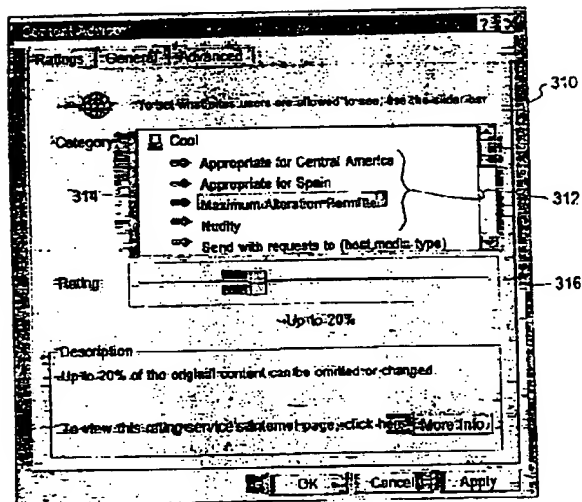 Content Advisor
Ratings General Advanced
To set what sites users are allowed to see, use the slider bar
310
Category
Cool
Appropriate for Central America
Appropriate for Spain
Maximum Alteration Permitted
Nudity
Send with requests to (host media type)
314
312
Rating
316
Up to 20%
Description
Up to 20% of the original content can be omitted or changed.
To view this rating service's Internet page, click here More Info
OK Cancel Apply